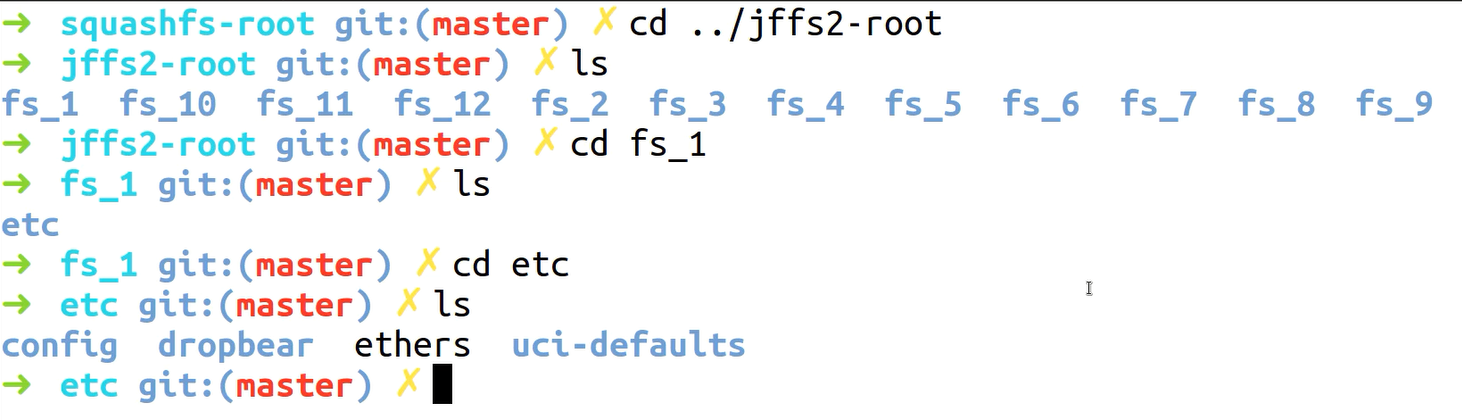 ➜ squashfs-root git:(master) ✗ cd ../jffs2-root
➜ jffs2-root git:(master) ✗ ls
fs_1 fs_10 fs_11 fs_12 fs_2 fs_3 fs_4 fs_5 fs_6 fs_7 fs_8 fs_9
➜ jffs2-root git:(master) ✗ cd fs_1
➜ fs_1 git:(master) ✗ ls
etc
➜ fs_1 git:(master) ✗ cd etc
➜ etc git:(master) ✗ ls
config dropbear ethers uci-defaults
➜ etc git:(master) ✗